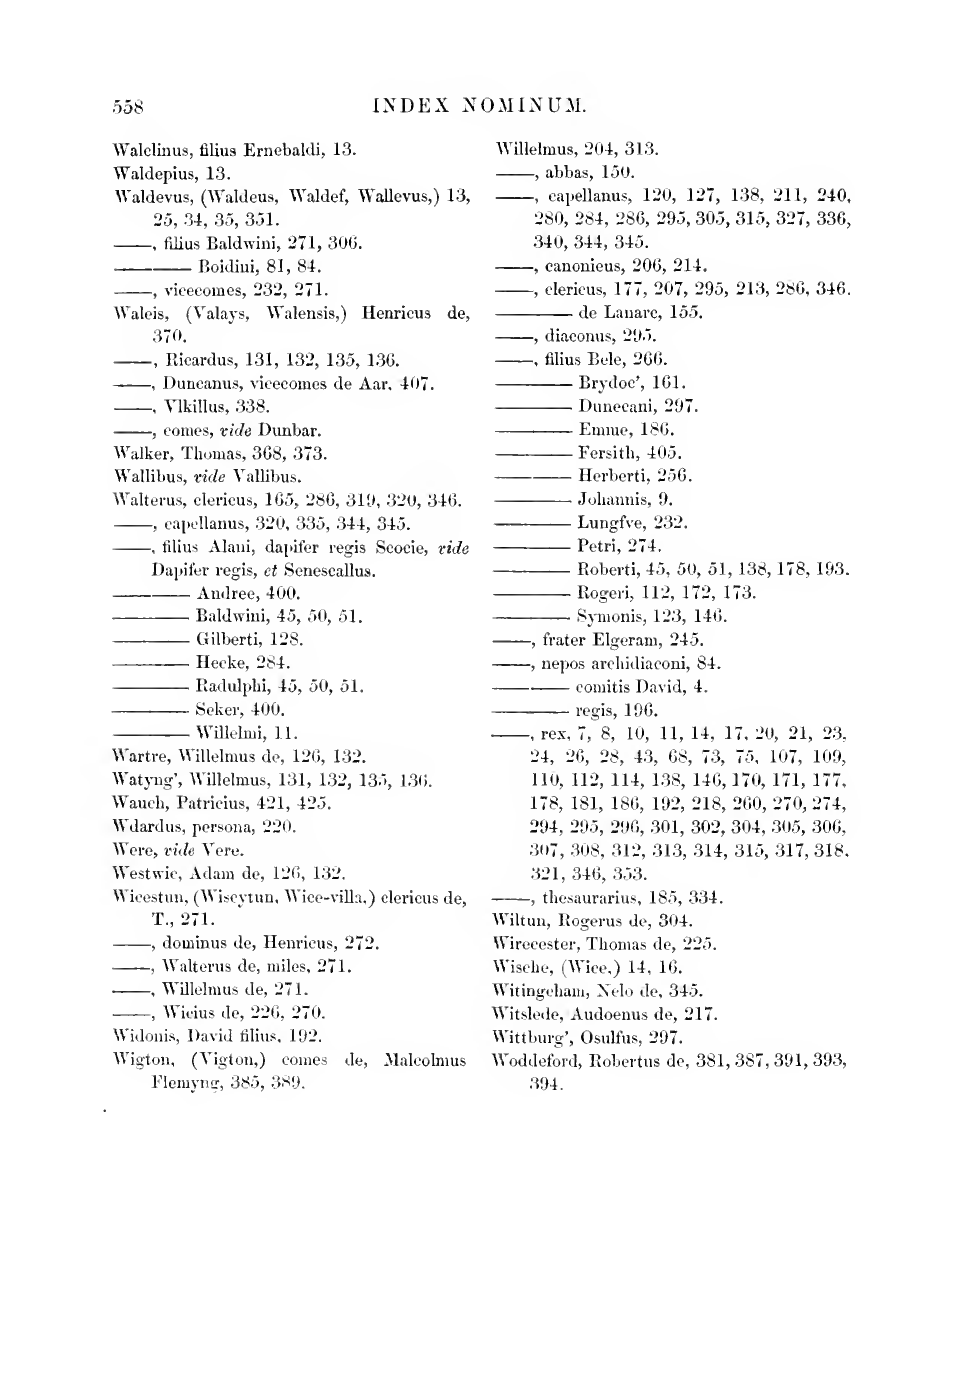 558
INDEX NOMINUM.
Walclinus, filius Ernebaldi, 13.
Waldepius, 13.
Waldevus, (Waldeus, Waldef, Wallevus,) 13,
25, 34, 35, 351.
———, filius Baldwini, 271, 306.
—————— Boidini, 81, 84.
———, vicecomes, 232, 271.
Waleis, (Valays, Walensis,) Henricus de,
370.
———, Ricardus, 131, 132, 135, 136.
———, Duncanus, vicecomes de Aar, 407.
———, Vlkillus, 338.
———, comes, vide Dunbar.
Walker, Thomas, 368, 373.
Wallibus, vide Vallibus.
Walterus, clericus, 165, 286, 319, 320, 346.
———, capellanus, 320, 335, 344, 345.
———, filius Alani, dapifer regis Scocie, vide
Dapifer regis, et Senescallus.
—————— Andree, 400.
—————— Baldwini, 45, 50, 51.
—————— Gilberti, 128.
—————— Hecke, 284.
—————— Radulphi, 45, 50, 51.
—————— Seker, 400.
—————— Willelmi, 11.
Wartre, Willelmus de, 126, 132.
Watyng’, Willelmus, 131, 132, 135, 136.
Wauch, Patricius, 421, 425.
Wdardus, persona, 220.
Were, vide Vere.
Westwic, Adam de, 126, 132.
Wicestun, (Wiscytun, Wice-villa,) clericus de,
T., 271.
———, dominus de, Henricus, 272.
———, Walterus de, miles, 271.
———, Willelmus de, 271.
———, Wicius de, 226, 270.
Widonis, David filius, 192.
Wigton, (Vigton,) comes de, Malcolmus
Flemyng, 385, 389.
Willelmus, 204, 313.
———, abbas, 150.
———, capellanus, 120, 127, 138, 211, 240,
280, 284, 286, 295, 305, 315, 327, 336,
340, 344, 345.
———, canonicus, 206, 214.
———, clericus, 177, 207, 295, 213, 286, 346.
—————— de Lanarc, 155.
———, diaconus, 295.
———, filius Bele, 266.
—————— Brydoc’, 161.
—————— Dunecani, 297.
—————— Emme, 186.
—————— Fersith, 405.
—————— Herberti, 256.
—————— Johannis, 9.
—————— Lungfve, 232.
—————— Petri, 274.
—————— Roberti, 45, 50, 51, 138, 178, 193.
—————— Rogeri, 112, 172, 173.
—————— Symonis, 123, 146.
———, frater Elgeram, 245.
———, nepos archidiaconi, 84.
—————— comitis David, 4.
—————— regis, 196.
———, rex, 7, 8, 10, 11, 14, 17, 20, 21, 23,
24, 26, 28, 43, 68, 73, 75, 107, 109,
110, 112, 114, 138, 146, 170, 171, 177,
178, 181, 186, 192, 218, 260, 270, 274,
294, 295, 296, 301, 302, 304, 305, 306,
307, 308, 312, 313, 314, 315, 317, 318,
321, 346, 353.
———, thesaurarius, 185, 334.
Wiltun, Rogerus de, 304.
Wirecester, Thomas de, 225.
Wische, (Wice,) 14, 16.
Witingeham, Nelo de, 345.
Witslede, Audoenus de, 217.
Wittburg’, Osulfus, 297.
Woddeford, Robertus de, 381, 387, 391, 393,
394.